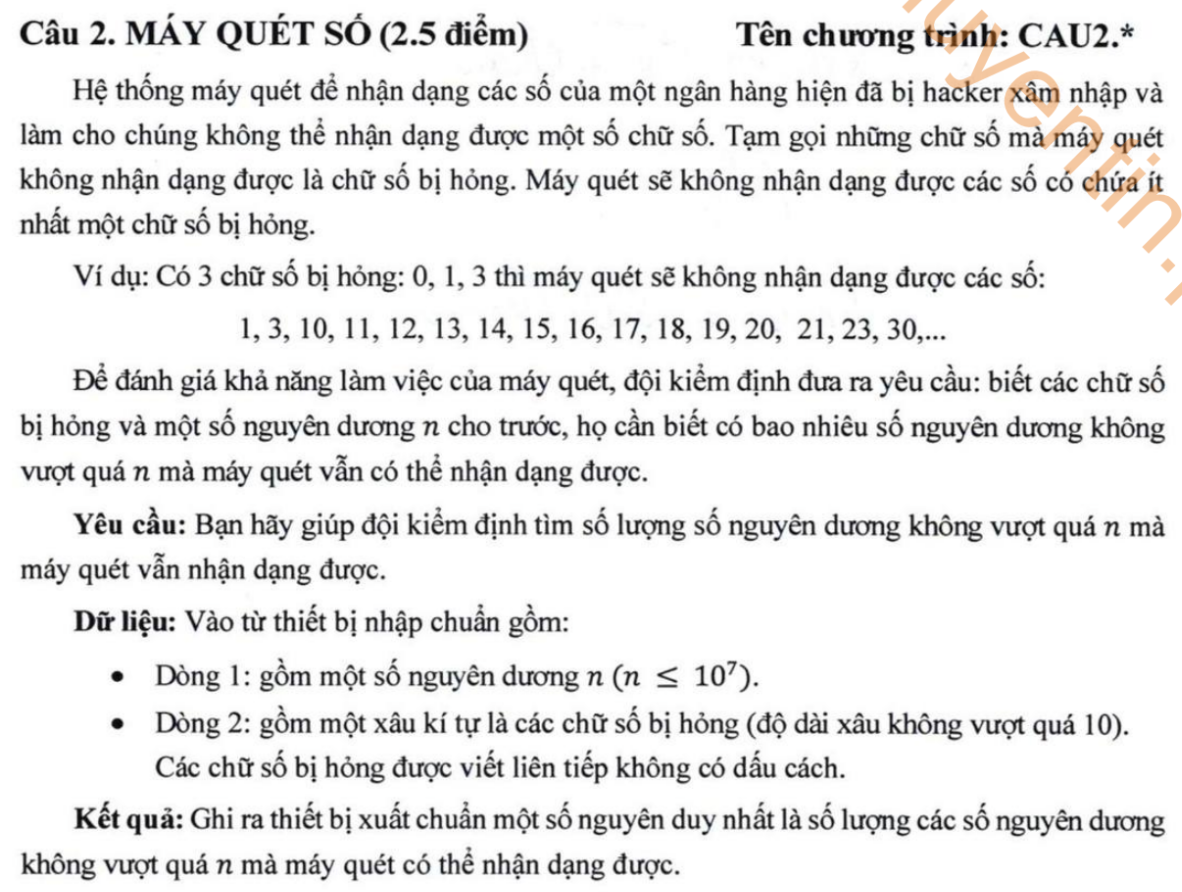 Câu 2. MÁY QUÉT SỐ (2.5 điểm) Tên chương trình: CAU2.*
Hệ thống máy quét để nhận dạng các số của một ngân hàng hiện đã bị hacker xâm nhập và
làm cho chúng không thể nhận dạng được một số chữ số. Tạm gọi những chữ số mà máy quét
không nhận dạng được là chữ số bị hỏng. Máy quét sẽ không nhận dạng được các số có chứa ít
nhất một chữ số bị hỏng.
Ví dụ: Có 3 chữ số bị hỏng: 0, 1, 3 thì máy quét sẽ không nhận dạng được các số:
1, 3, 10, 11, 12, 13, 14, 15, 16, 17, 18, 19, 20, 21, 23, 30,...
Để đánh giá khả năng làm việc của máy quét, đội kiểm định đưa ra yêu cầu: biết các chữ số
bị hỏng và một số nguyên dương n cho trước, họ cần biết có bao nhiêu số nguyên dương không
vượt quá n mà máy quét vẫn có thể nhận dạng được.
Yêu cầu: Bạn hãy giúp đội kiểm định tìm số lượng số nguyên dương không vượt quá n mà
máy quét vẫn nhận dạng được.
Dữ liệu: Vào từ thiết bị nhập chuẩn gồm:
• Dòng 1: gồm một số nguyên dương n (n ≤ 10⁷).
• Dòng 2: gồm một xâu kí tự là các chữ số bị hỏng (độ dài xâu không vượt quá 10).
Các chữ số bị hỏng được viết liên tiếp không có dấu cách.
Kết quả: Ghi ra thiết bị xuất chuẩn một số nguyên duy nhất là số lượng các số nguyên dương
không vượt quá n mà máy quét có thể nhận dạng được.
uyentin.